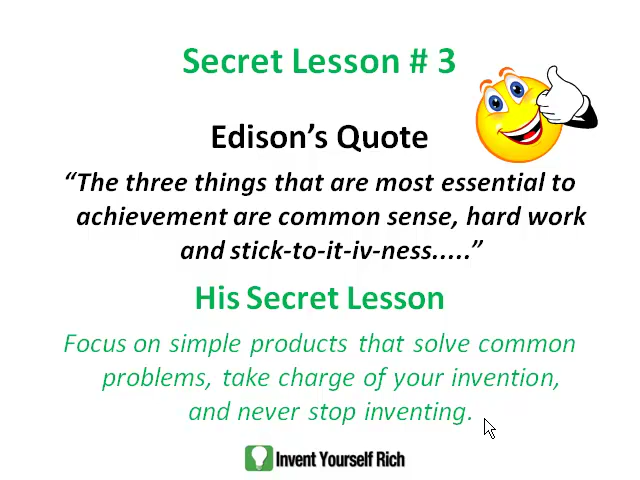 Secret Lesson # 3
Edison’s Quote
“The three things that are most essential to
achievement are common sense, hard work
and stick-to-it-iv-ness.....”
His Secret Lesson
Focus on simple products that solve common
problems, take charge of your invention,
and never stop inventing.
Invent Yourself Rich